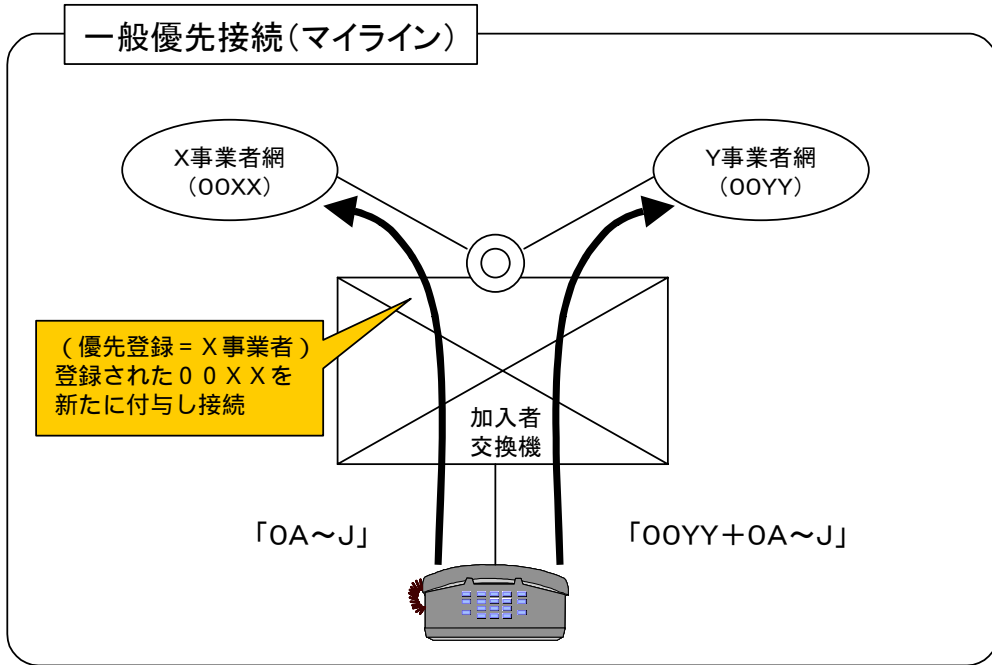 一般優先接続(マイライン)
X事業者網
(00XX)
Y事業者網
(00YY)
(優先登録=X事業者)
登録された00XXを
新たに付与し接続
加入者
交換機
「0A～J」
「00YY+0A～J」